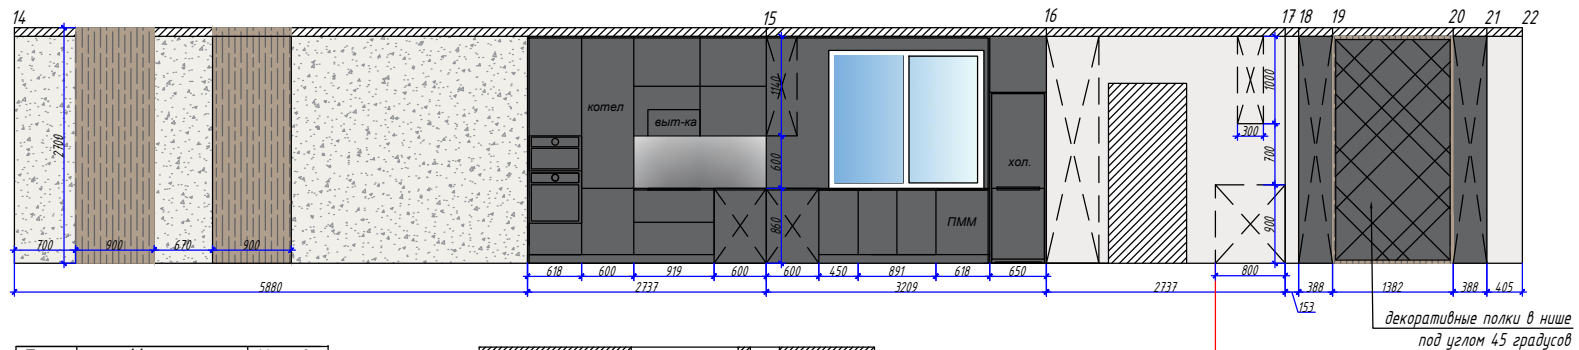 14 15 16 17 18 19 20 21 22
2700
котел
выт-ка
1140
600
860
хол.
ПММ
1000
300
700
900
700 900 670 900
618 600 919 600 600 450 891 618 650 800
5880 2737 3209 2737 388 1382 388 405
153
декоративные полки в нише
под углом 45 градусов